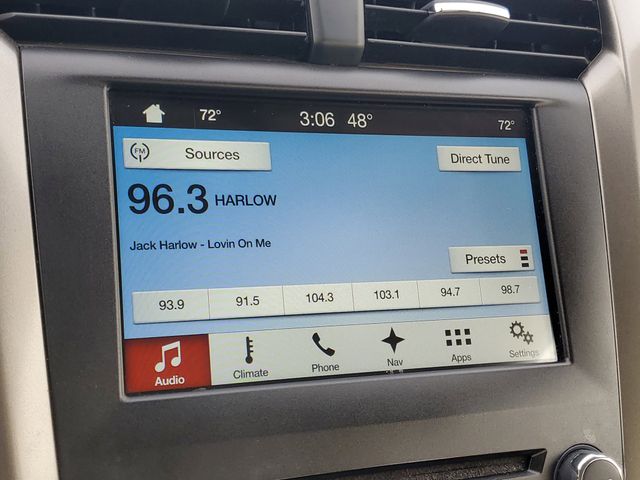 72° 3:06 48° 72°
FM Sources Direct Tune
96.3 HARLOW
Jack Harlow - Lovin On Me
Presets
93.9 91.5 104.3 103.1 94.7 98.7
Audio Climate Phone Nav Apps Settings